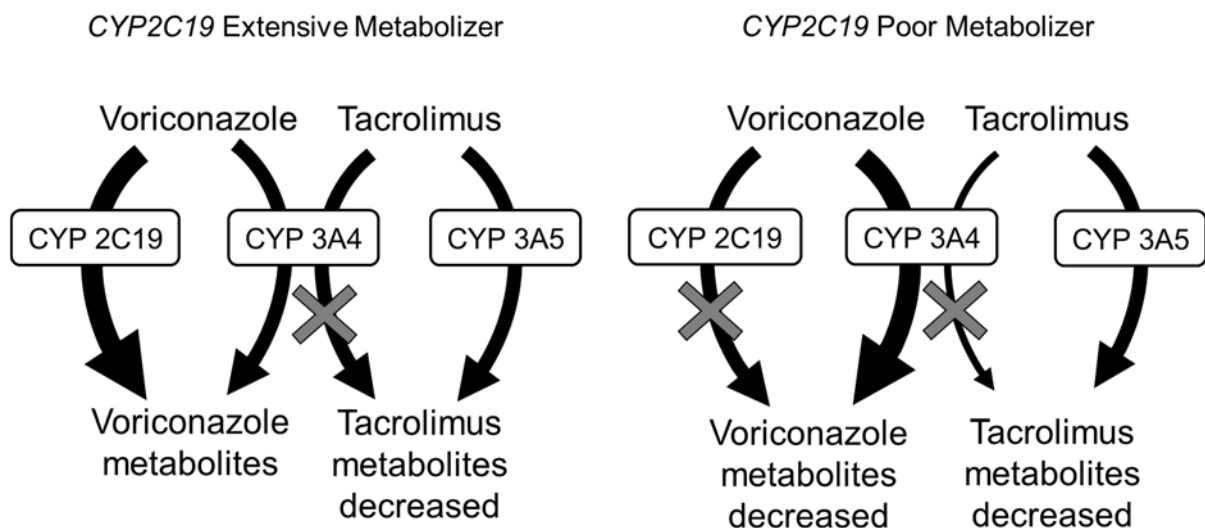 CYP2C19 Extensive Metabolizer
Voriconazole
Tacrolimus
CYP 2C19
CYP 3A4
CYP 3A5
Voriconazole
metabolites
Tacrolimus
metabolites
decreased
CYP2C19 Poor Metabolizer
Voriconazole
Tacrolimus
CYP 2C19
CYP 3A4
CYP 3A5
Voriconazole
metabolites
decreased
Tacrolimus
metabolites
decreased